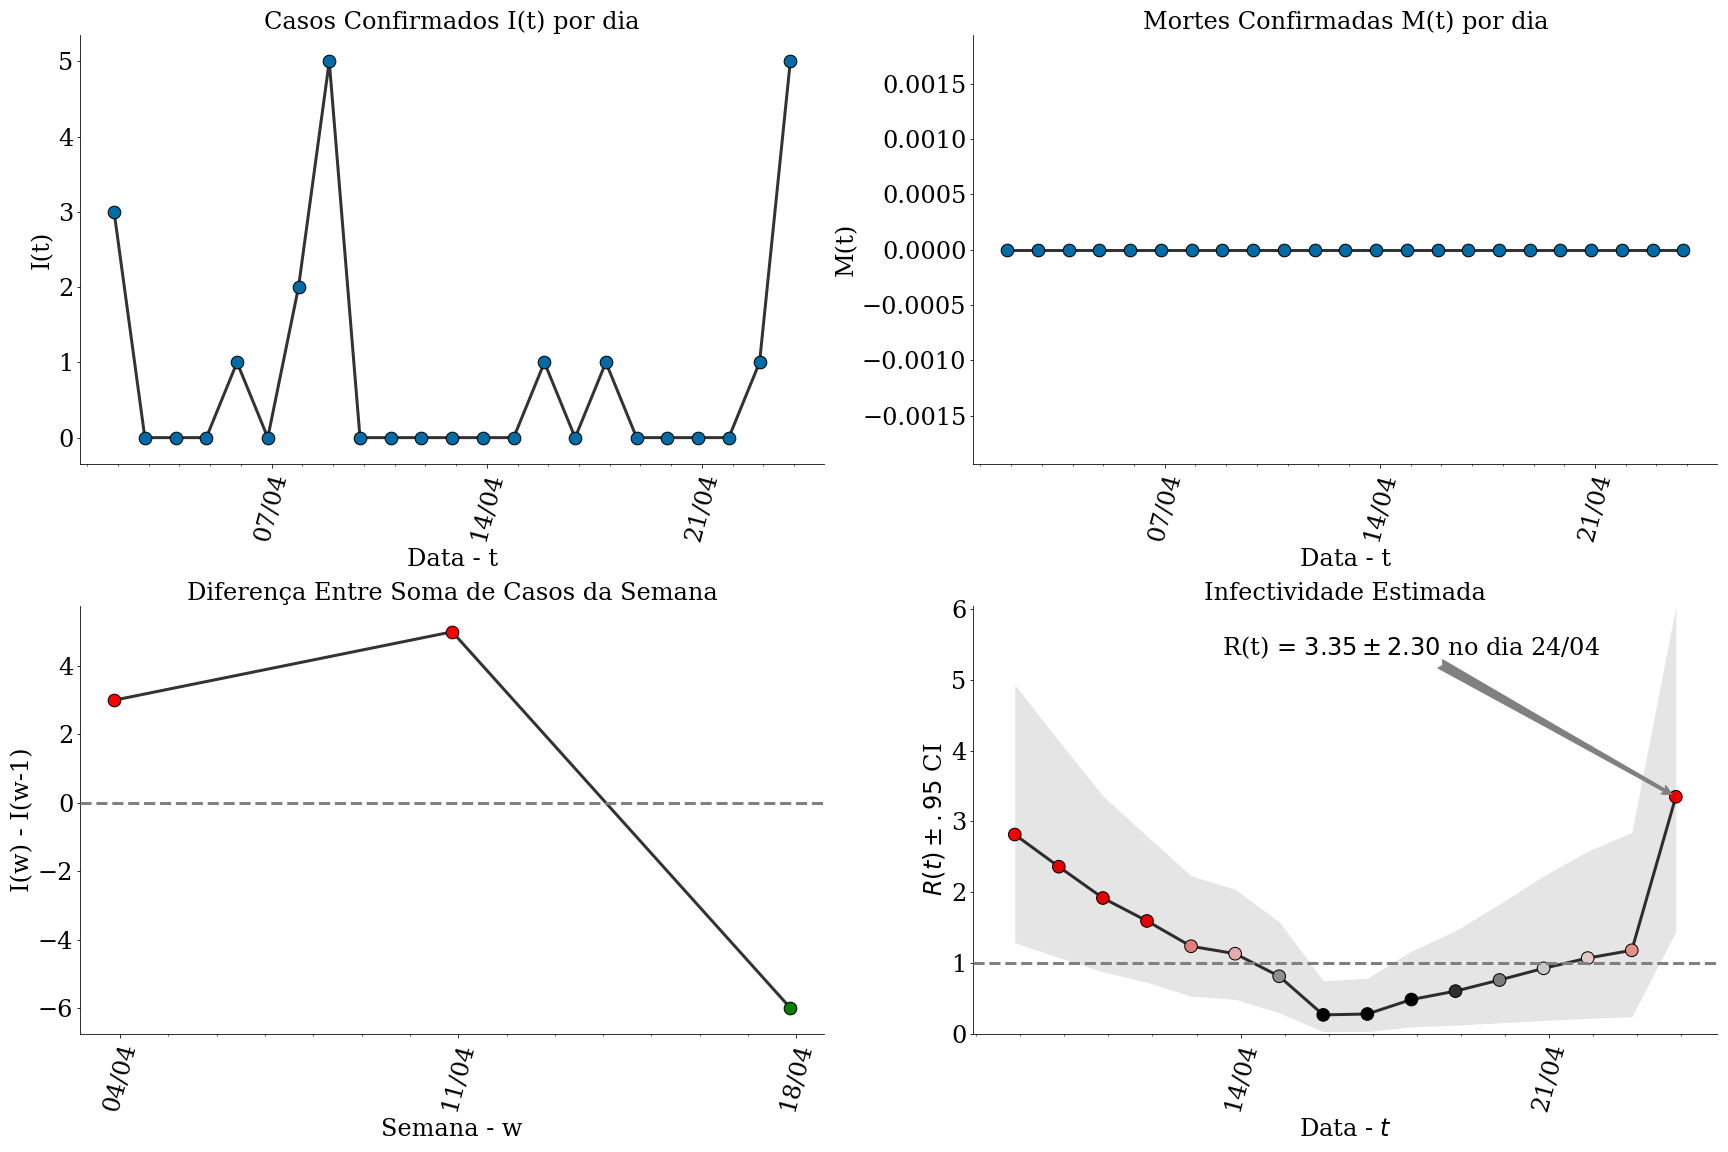 Casos Confirmados I(t) por dia
I(t)
5
4
3
2
1
0
07/04
14/04
21/04
Data - t
Mortes Confirmadas M(t) por dia
M(t)
0.0015
0.0010
0.0005
0.0000
−0.0005
−0.0010
−0.0015
07/04
14/04
21/04
Data - t
Diferença Entre Soma de Casos da Semana
I(w) - I(w-1)
4
2
0
−2
−4
−6
04/04
11/04
18/04
Semana - w
Infectividade Estimada
R(t) = 3.35 ± 2.30 no dia 24/04
R(t) ± .95 CI
6
5
4
3
2
1
0
14/04
21/04
Data - t